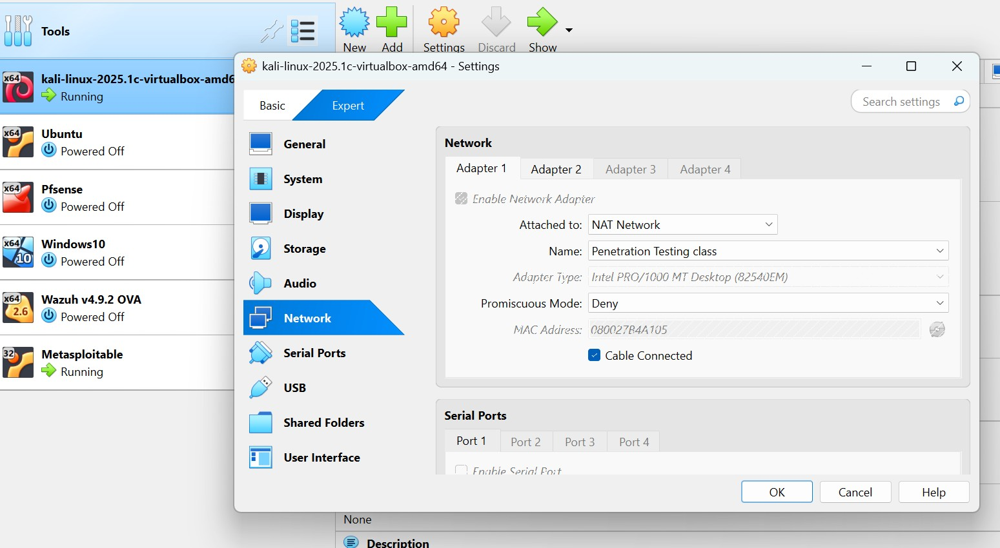 Tools
New
Add
Settings
Discard
Show
x64
kali-linux-2025.1c-virtualbox-amd6
Running
x64
Ubuntu
Powered Off
x64
Pfsense
Powered Off
x64
10
Windows10
Powered Off
x64
2.6
Wazuh v4.9.2 OVA
Powered Off
32
Metasploitable
Running
kali-linux-2025.1c-virtualbox-amd64 - Settings
Basic
Expert
Search settings
General
System
Display
Storage
Audio
Network
Serial Ports
USB
Shared Folders
User Interface
Network
Adapter 1
Adapter 2
Adapter 3
Adapter 4
Enable Network Adapter
Attached to: NAT Network
Name: Penetration Testing class
Adapter Type: Intel PRO/1000 MT Desktop (82540EM)
Promiscuous Mode: Deny
MAC Address: 080027B4A105
Cable Connected
Serial Ports
Port 1
Port 2
Port 3
Port 4
Enable Serial Port
OK
Cancel
Help
None
Description